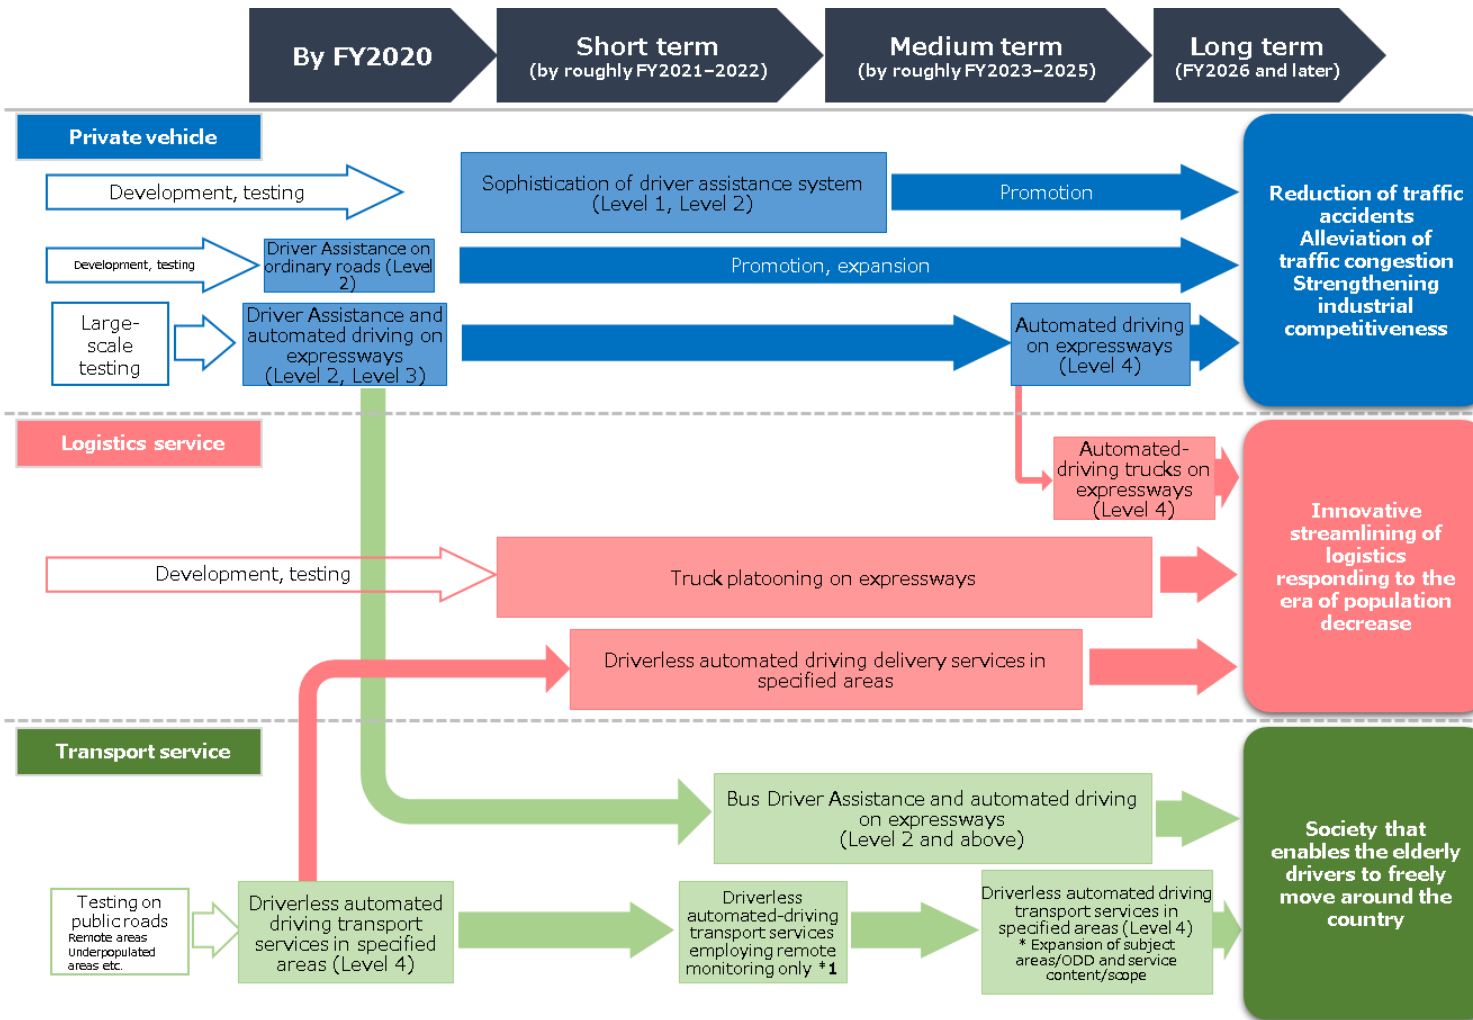 By FY2020
Short term
(by roughly FY2021–2022)
Medium term
(by roughly FY2023–2025)
Long term
(FY2026 and later)
Private vehicle
Development, testing
Sophistication of driver assistance system
(Level 1, Level 2)
Promotion
Development, testing
Driver Assistance on
ordinary roads (Level
2)
Promotion, expansion
Large-
scale
testing
Driver Assistance and
automated driving on
expressways
(Level 2, Level 3)
Automated driving
on expressways
(Level 4)
Reduction of traffic
accidents
Alleviation of
traffic congestion
Strengthening
industrial
competitiveness
Logistics service
Automated-
driving trucks on
expressways
(Level 4)
Development, testing
Truck platooning on expressways
Driverless automated driving delivery services in
specified areas
Innovative
streamlining of
logistics
responding to the
era of population
decrease
Transport service
Bus Driver Assistance and automated driving
on expressways
(Level 2 and above)
Testing on
public roads
Remote areas
Underpopulated
areas etc.
Driverless automated
driving transport
services in specified
areas (Level 4)
Driverless
automated-driving
transport services
employing remote
monitoring only *1
Driverless automated driving
transport services in
specified areas (Level 4)
* Expansion of subject
areas/ODD and service
content/scope
Society that
enables the elderly
drivers to freely
move around the
country